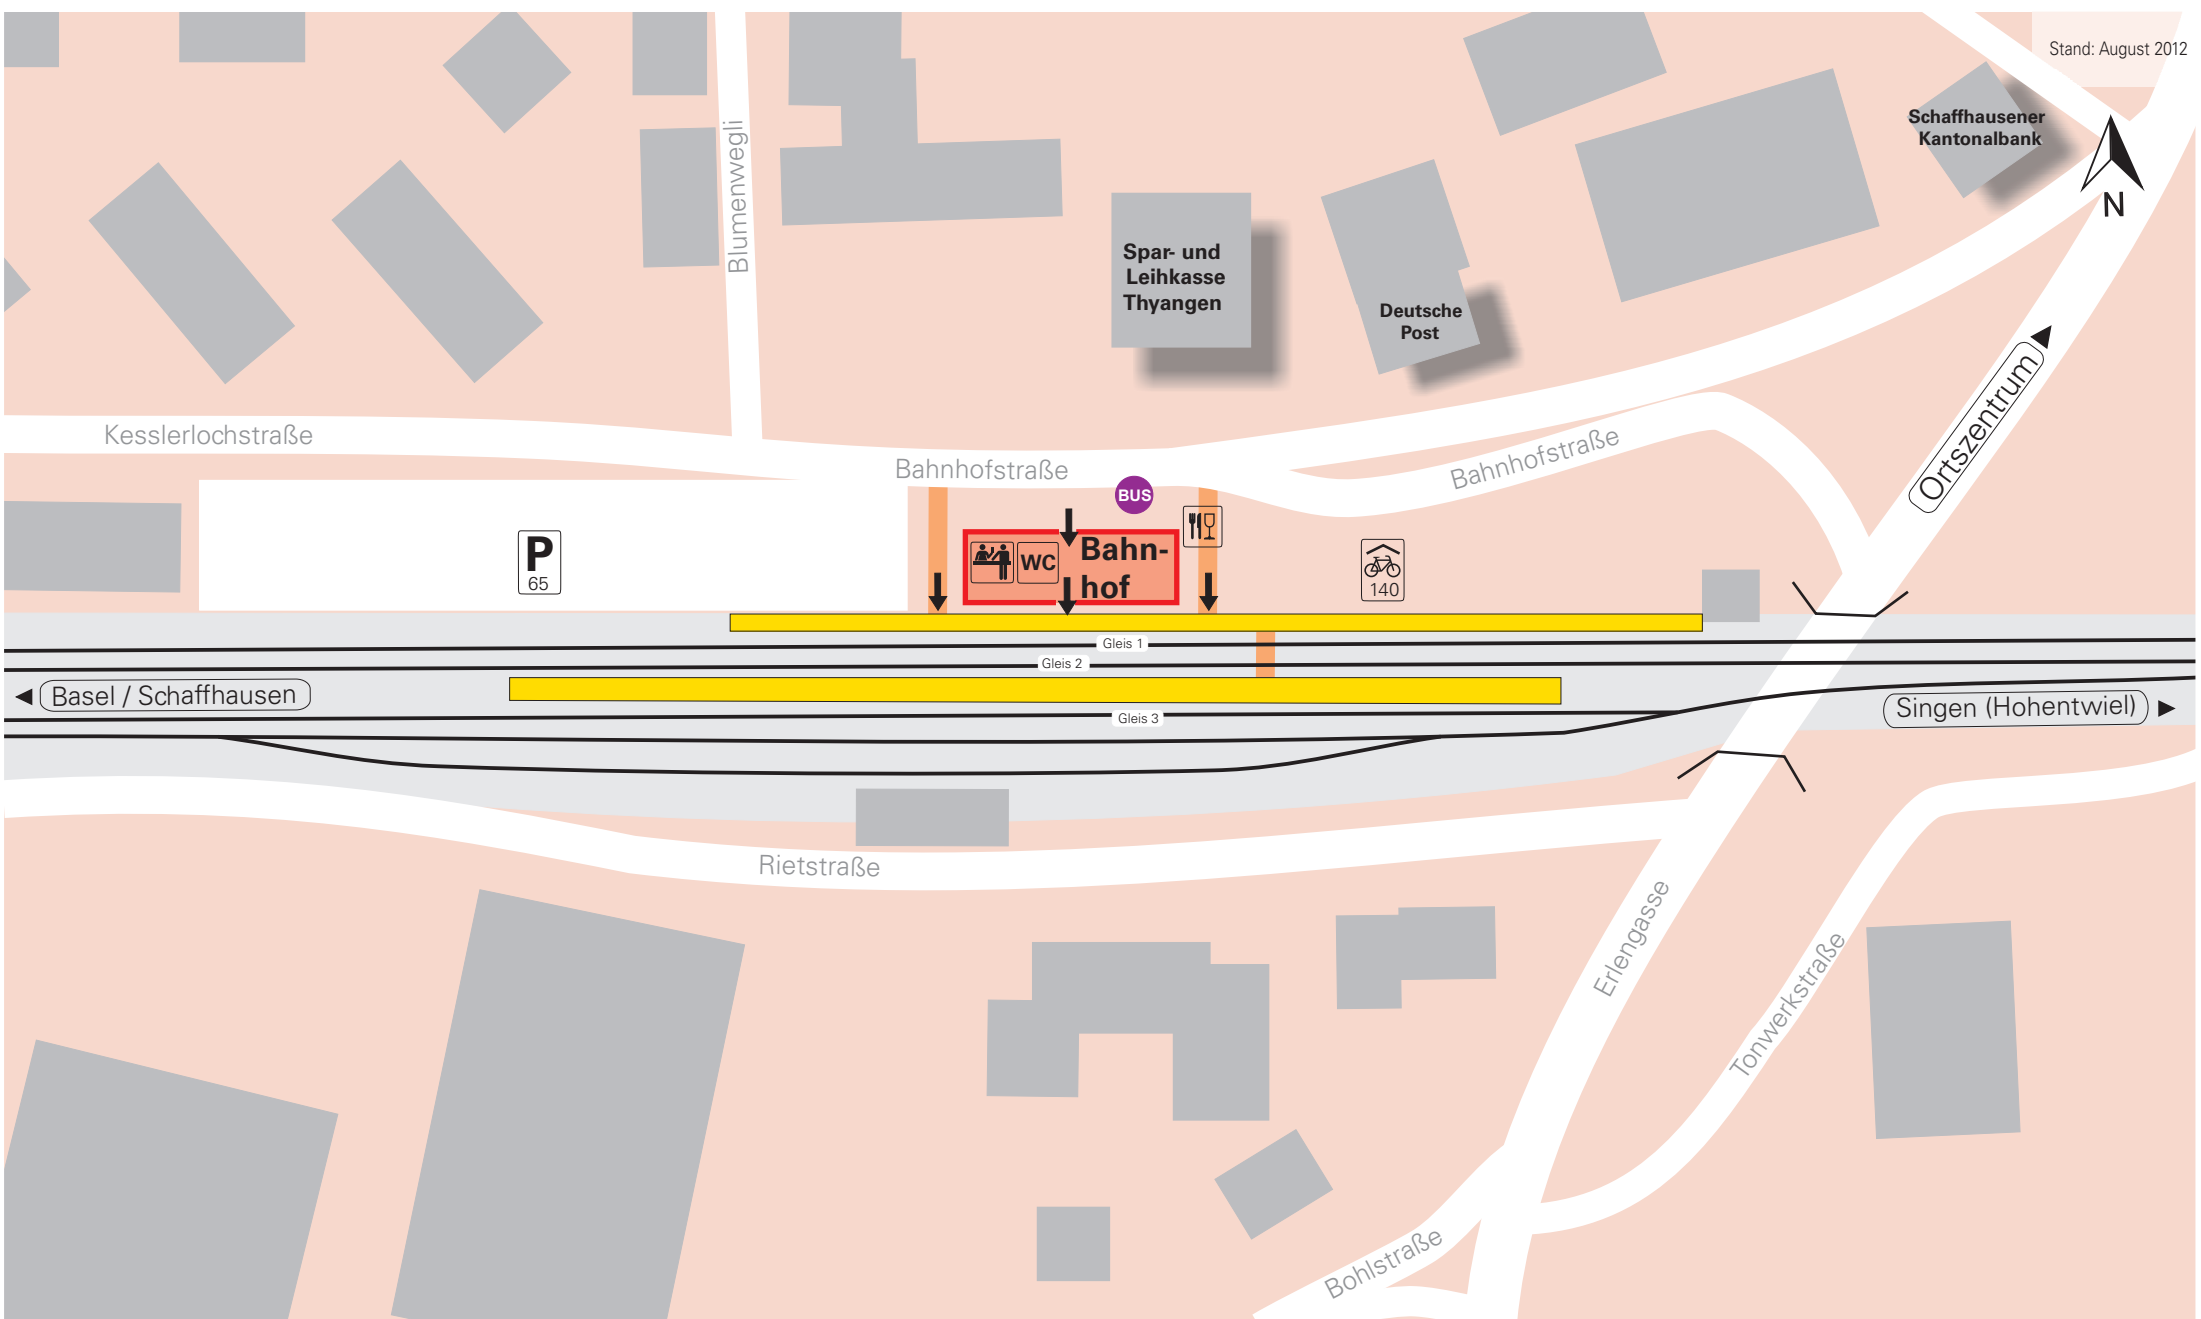 Stand: August 2012
Schaffhausener
Kantonalbank
N
Blumenwegli
Spar- und
Leihkasse
Thyangen
Deutsche
Post
Ortszentrum
Kesslerlochstraße
Bahnhofstraße
Bahnhofstraße
BUS
P
65
WC
Bahn-
hof
140
Gleis 1
Gleis 2
Basel / Schaffhausen
Gleis 3
Singen (Hohentwiel)
Rietstraße
Erlengasse
Tonwerkstraße
Bohlstraße